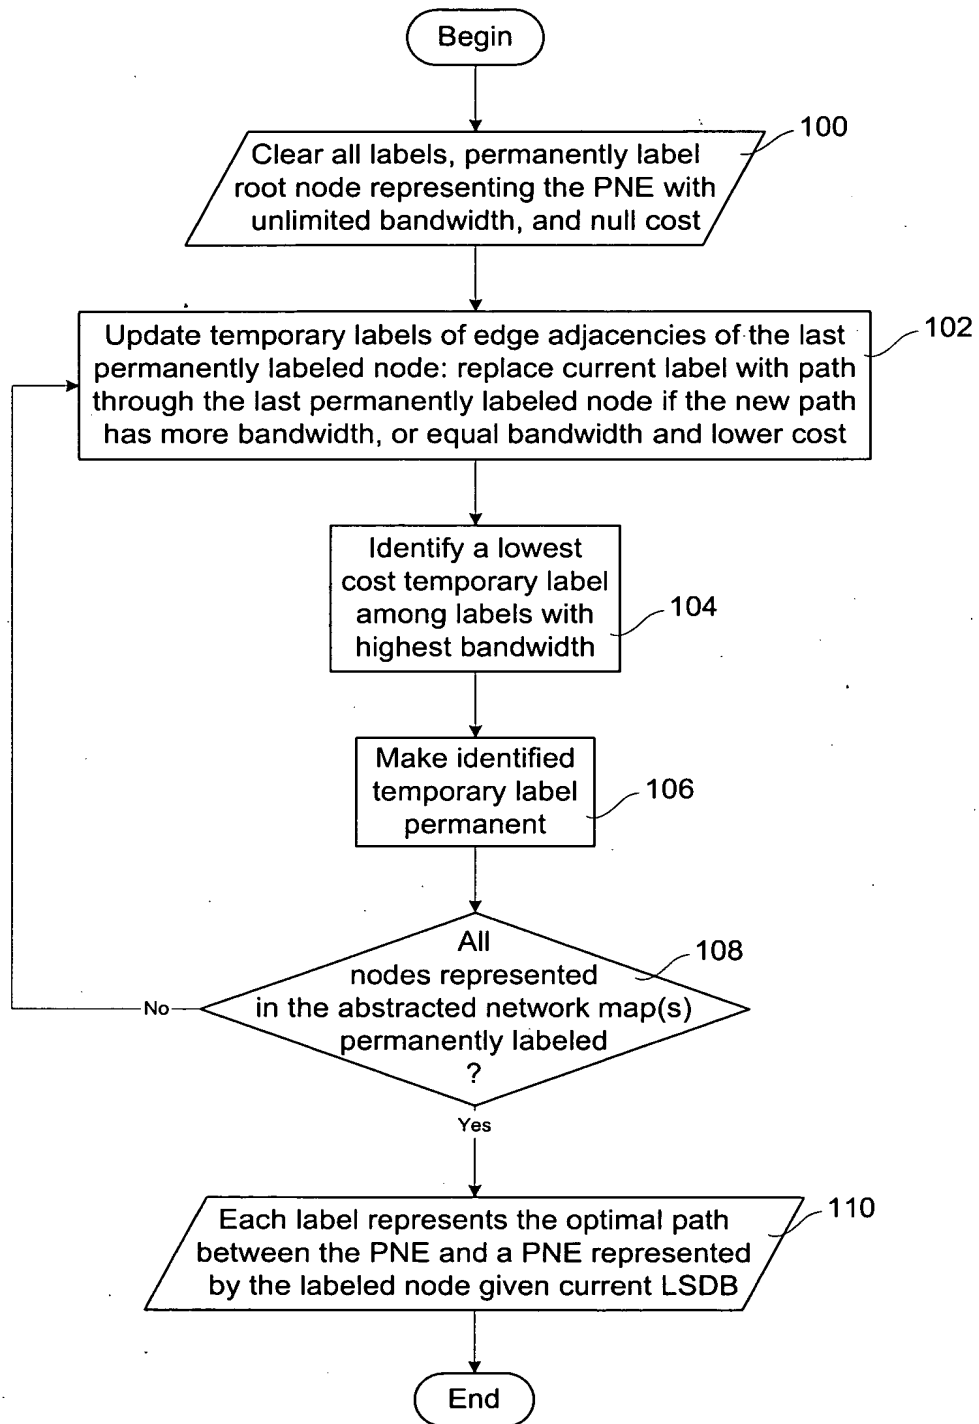 Begin
100
Clear all labels, permanently label
root node representing the PNE with
unlimited bandwidth, and null cost
102
Update temporary labels of edge adjacencies of the last
permanently labeled node: replace current label with path
through the last permanently labeled node if the new path
has more bandwidth, or equal bandwidth and lower cost
Identify a lowest
cost temporary label
among labels with
highest bandwidth
104
Make identified
temporary label
permanent
106
All
nodes represented
in the abstracted network map(s)
permanently labeled
?
108
No
Yes
110
Each label represents the optimal path
between the PNE and a PNE represented
by the labeled node given current LSDB
End